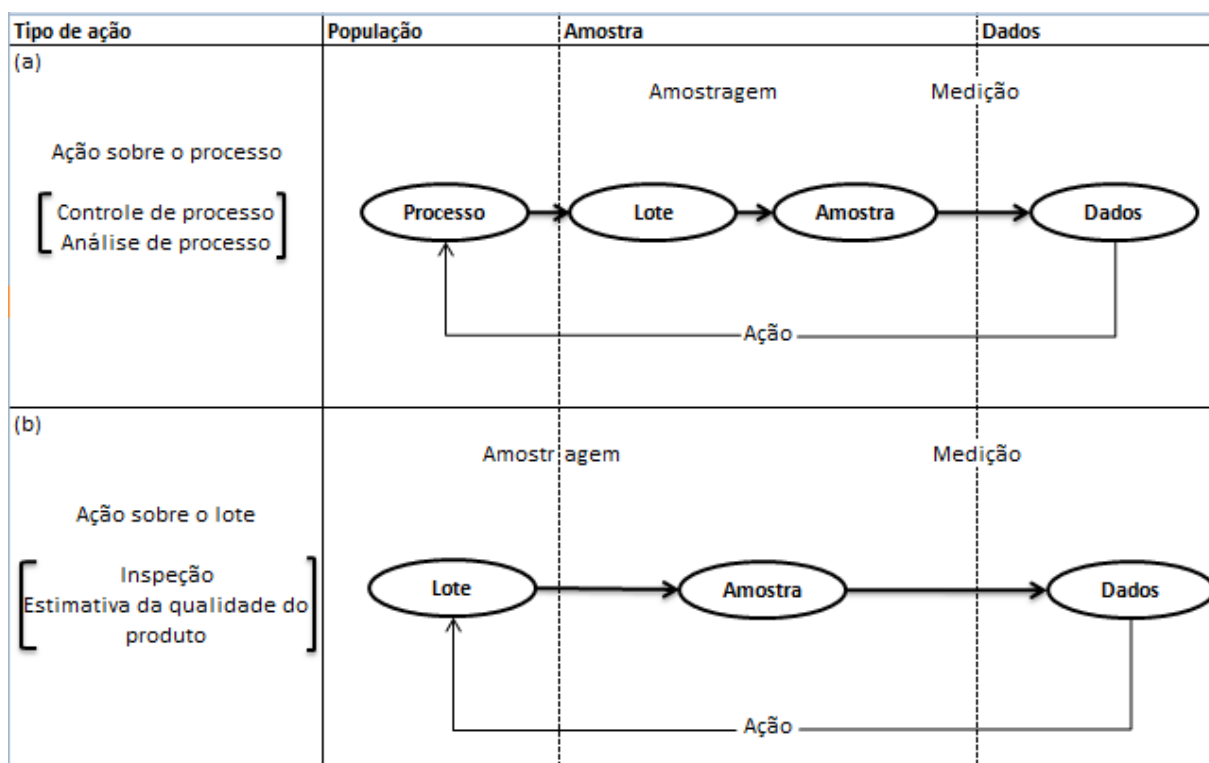 Tipo de ação
População
Amostra
Dados
(a)
Amostragem
Medição
Ação sobre o processo
Controle de processo
Análise de processo
Processo
Lote
Amostra
Dados
Ação
(b)
Amostragem
Medição
Ação sobre o lote
Inspeção
Estimativa da qualidade do
produto
Lote
Amostra
Dados
Ação